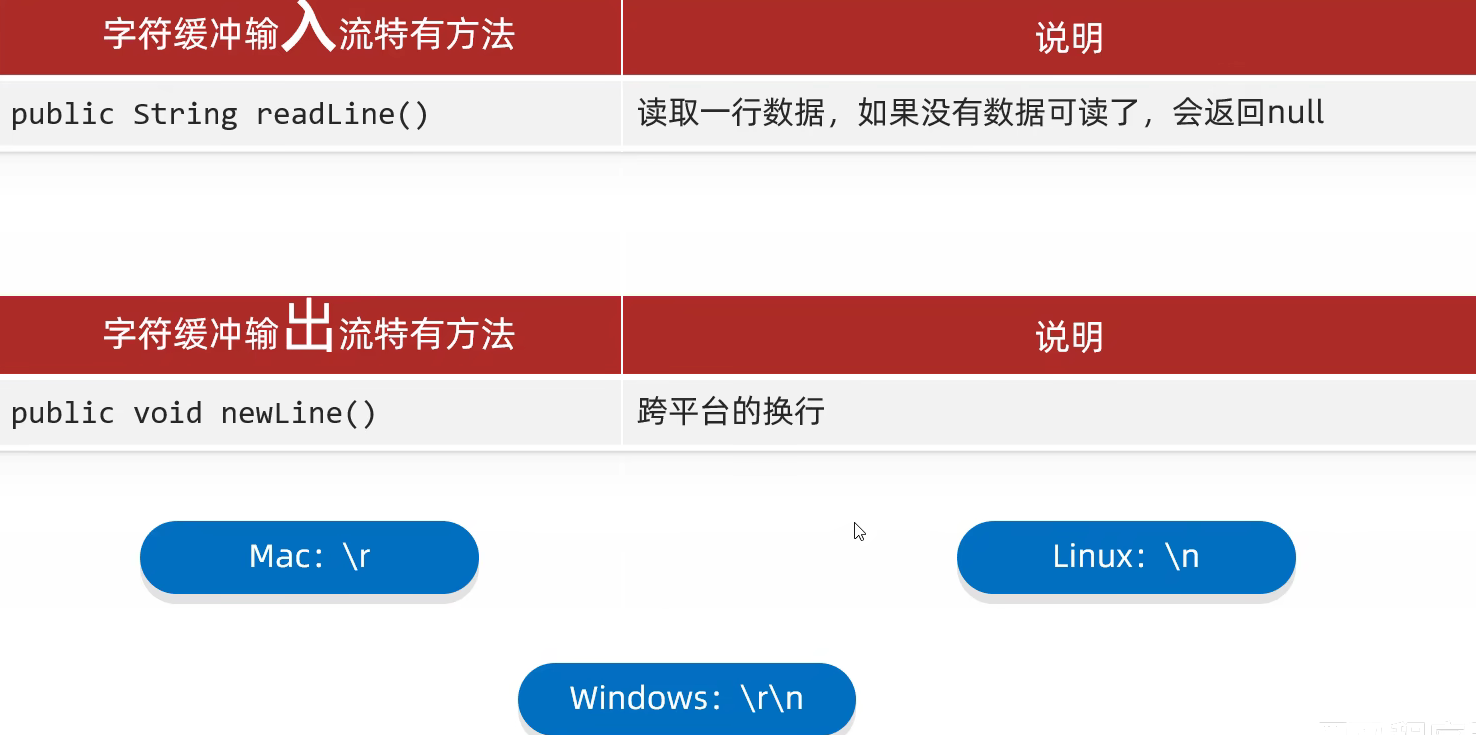 字符缓冲输入流特有方法 说明
public String readLine() 读取一行数据，如果没有数据可读了，会返回null
字符缓冲输出流特有方法 说明
public void newLine() 跨平台的换行
Mac：\r Linux：\n
Windows：\r\n